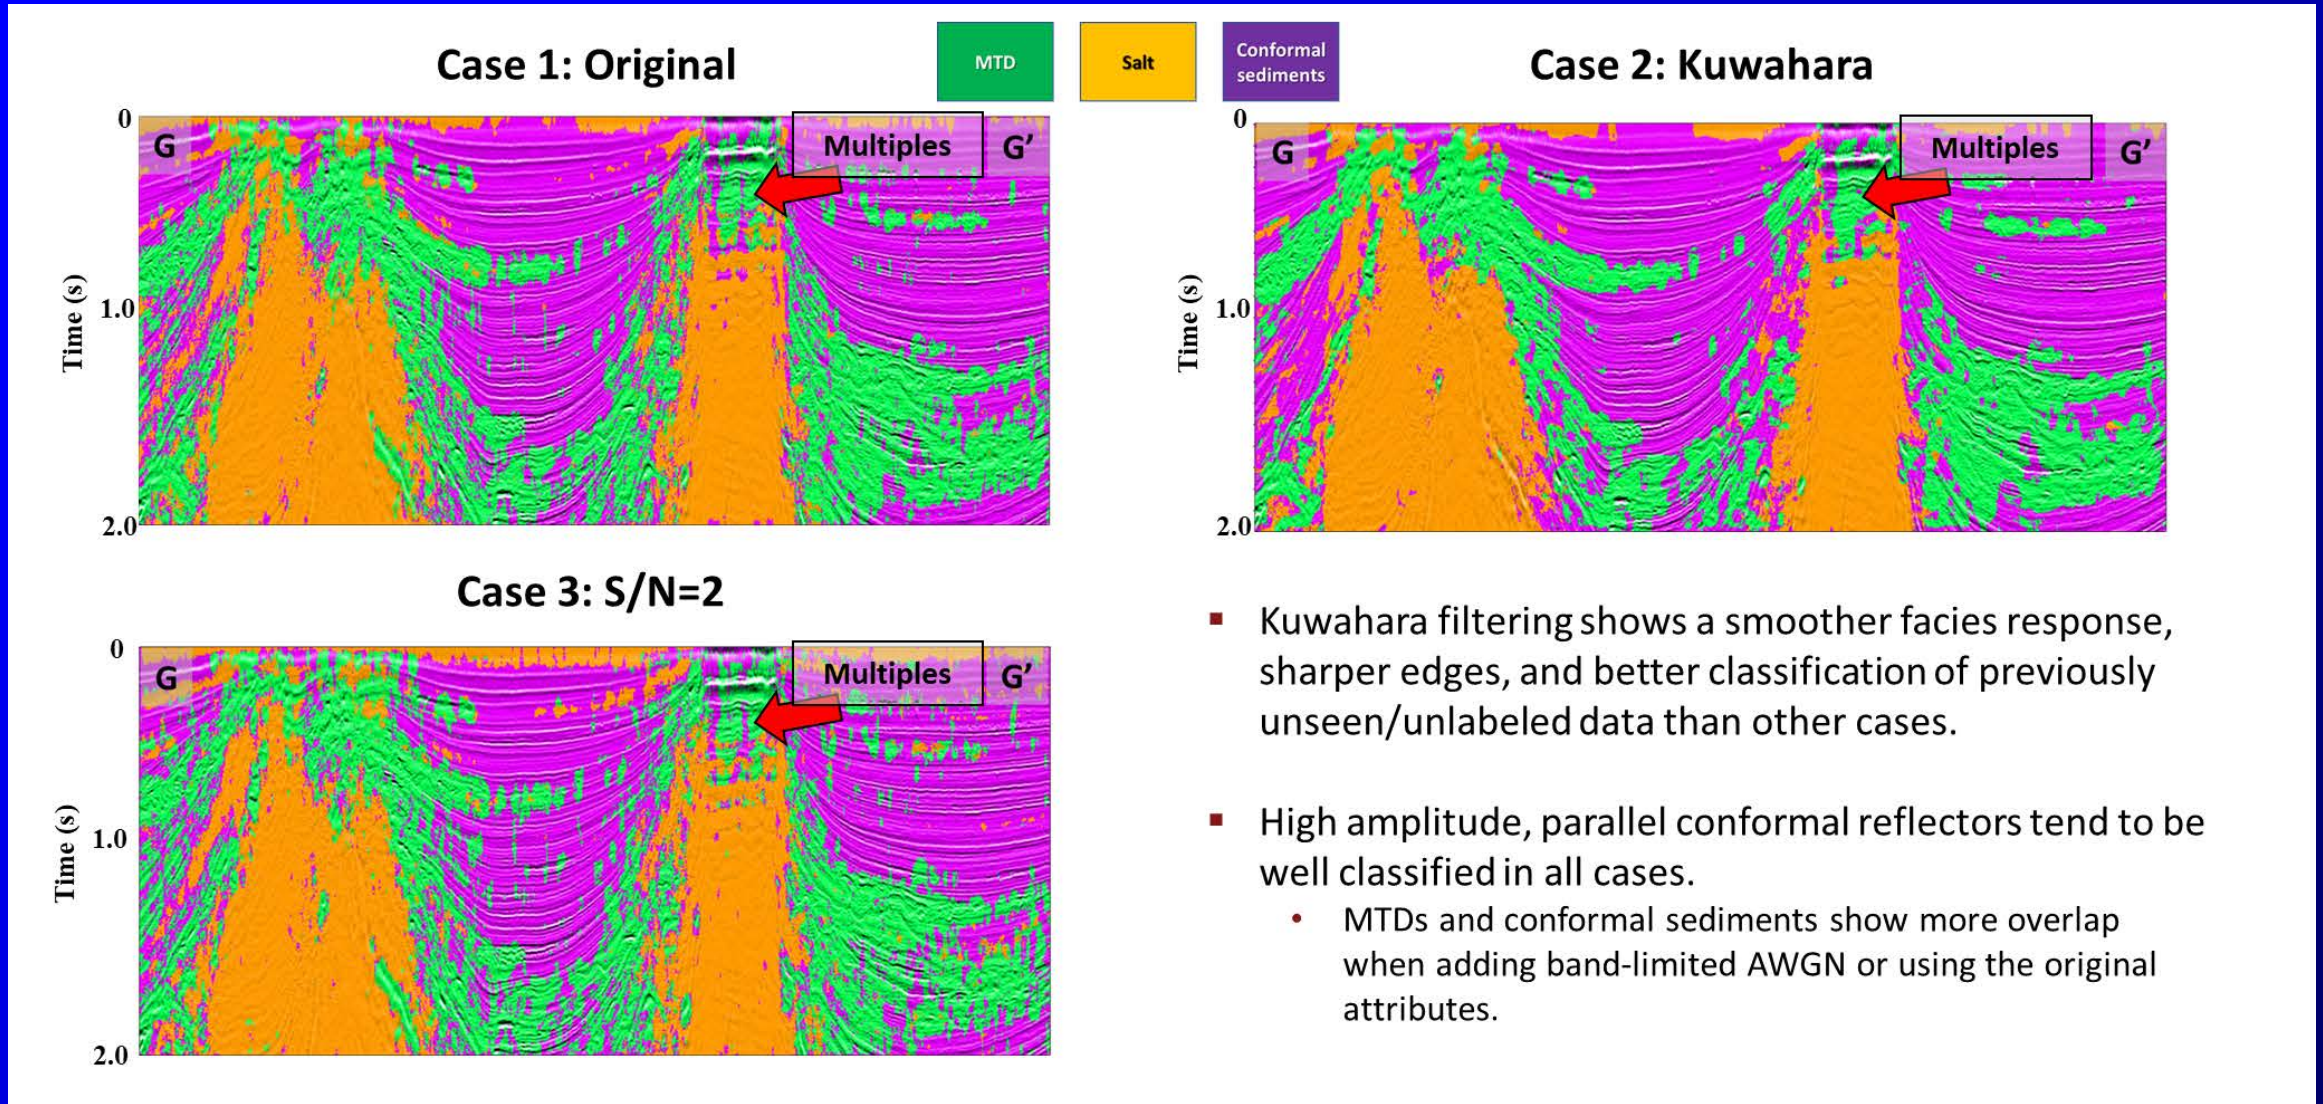 Case 1: Original
MTD
Salt
Conformal
sediments
Case 2: Kuwahara
0
G
Multiples
G’
Time (s)
1.0
2.0
0
G
Multiples
G’
Time (s)
1.0
2.0
Case 3: S/N=2
0
G
Multiples
G’
Time (s)
1.0
2.0
▪ Kuwahara filtering shows a smoother facies response,
sharper edges, and better classification of previously
unseen/unlabeled data than other cases.
▪ High amplitude, parallel conformal reflectors tend to be
well classified in all cases.
• MTDs and conformal sediments show more overlap
when adding band-limited AWGN or using the original
attributes.